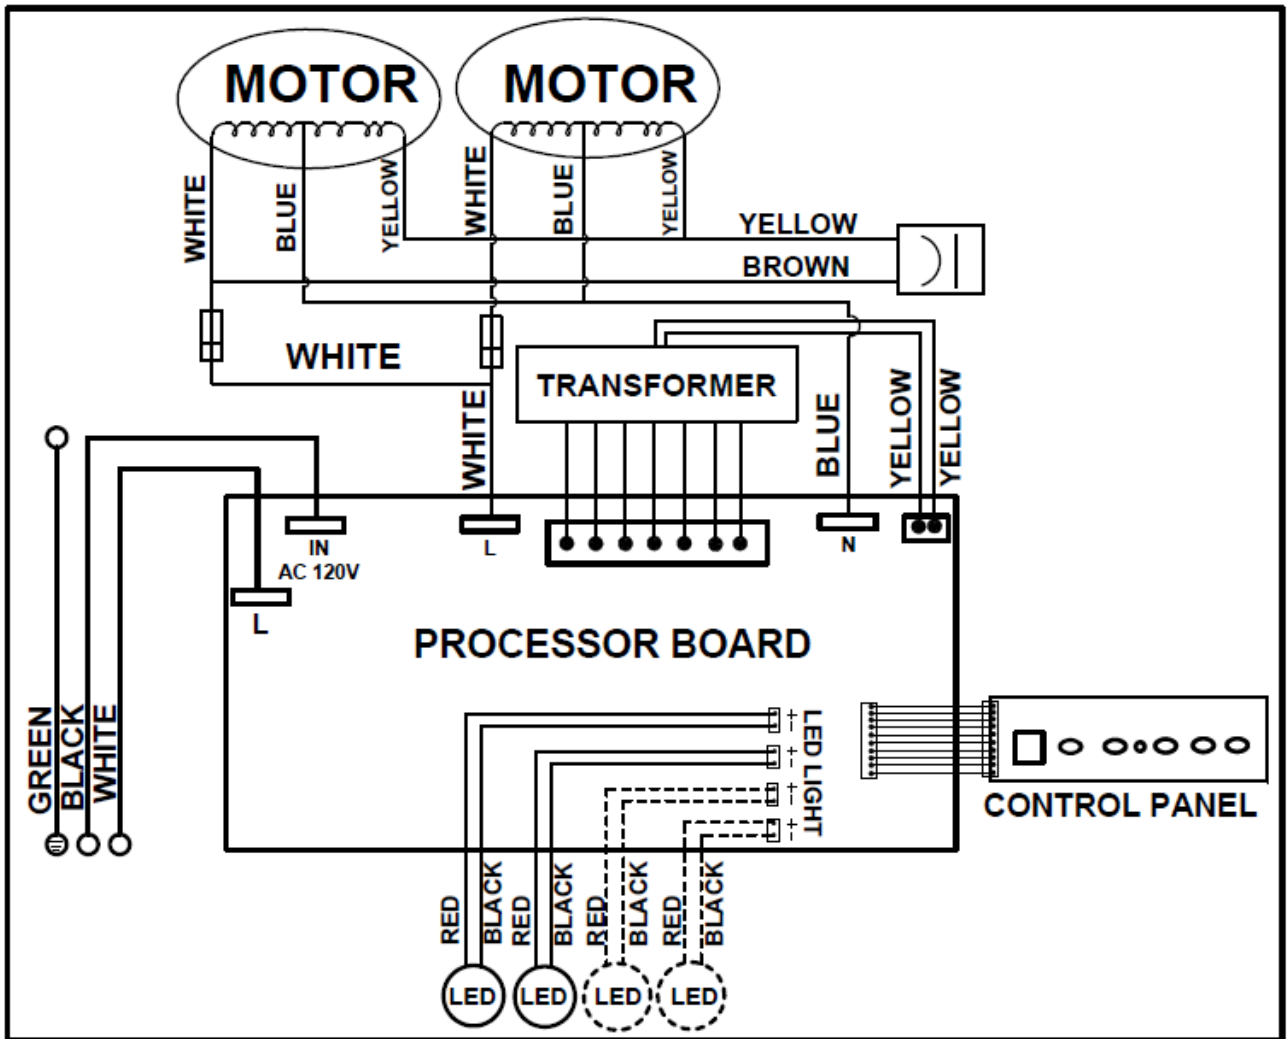 MOTOR
MOTOR
WHITE
BLUE
YELLOW
WHITE
BLUE
YELLOW
YELLOW
BROWN
WHITE
TRANSFORMER
WHITE
BLUE
YELLOW
YELLOW
IN
AC 120V
L
N
L
PROCESSOR BOARD
GREEN
BLACK
WHITE
+
−
+
−
+
−
+
−
LED LIGHT
CONTROL PANEL
RED
BLACK
RED
BLACK
RED
BLACK
RED
BLACK
LED
LED
LED
LED